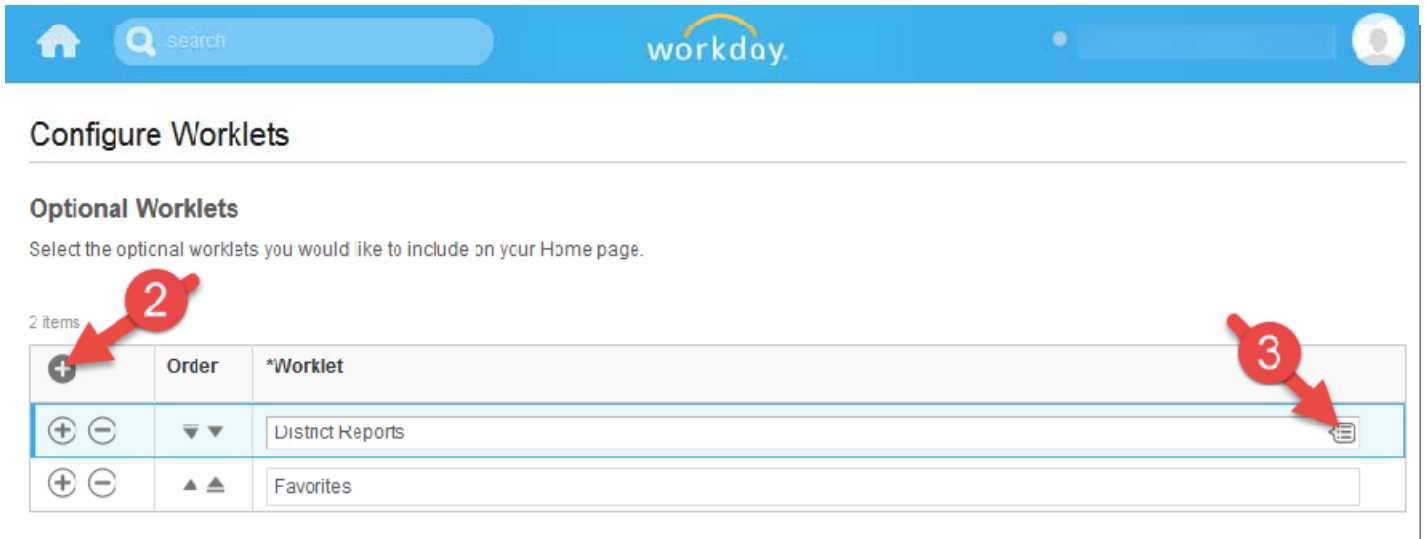 search
workday.
Configure Worklets
Optional Worklets
Select the optional worklets you would like to include on your Home page.
2
2 items
3
Order *Worklet
District Reports
Favorites